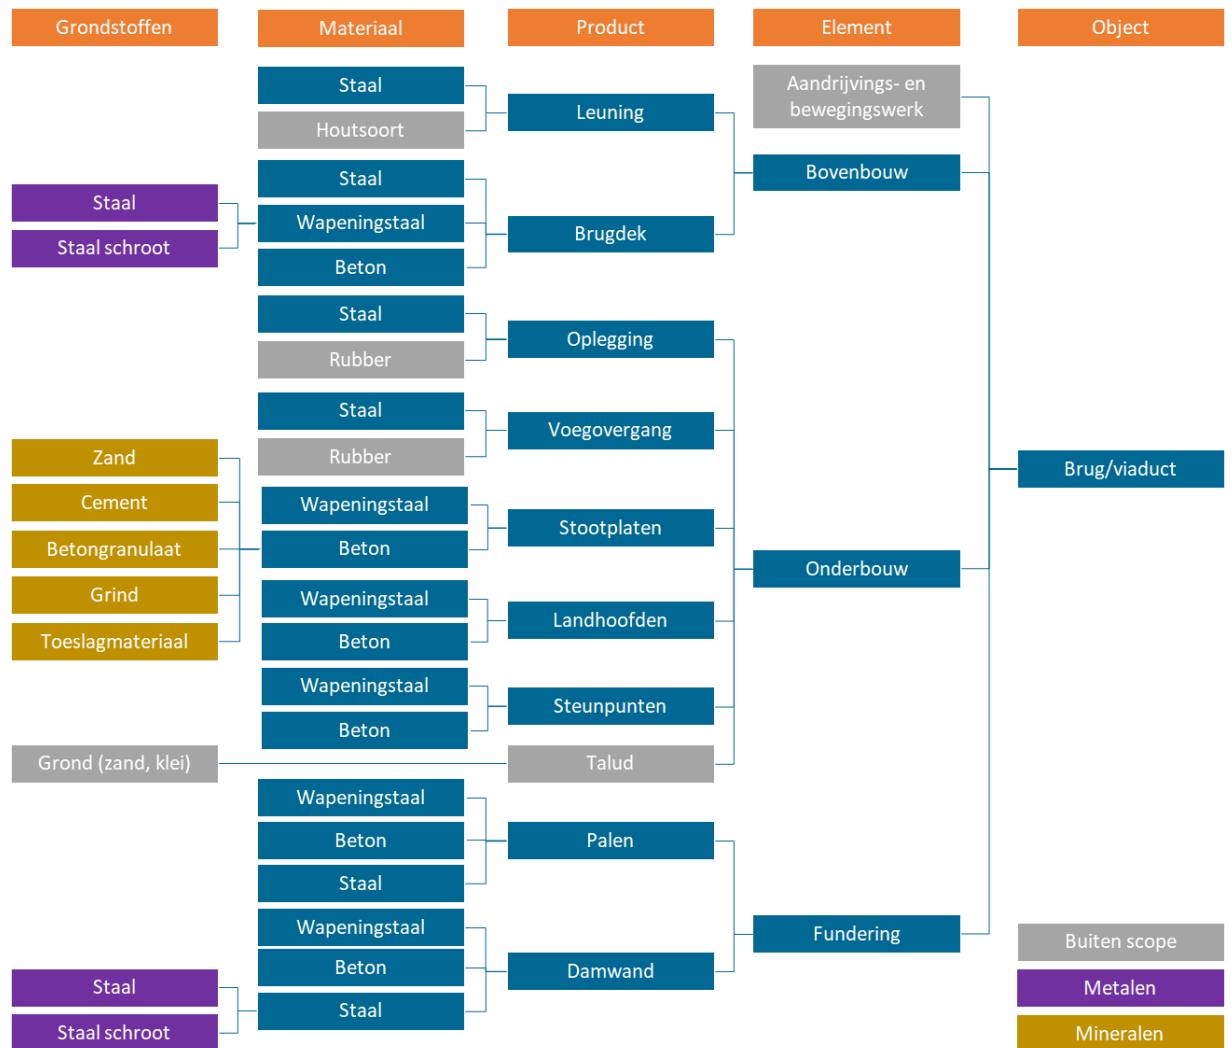 Grondstoffen
Materiaal
Product
Element
Object
Staal
Houtsoort
Leuning
Aandrijvings- en
bewegingswerk
Bovenbouw
Staal
Staal schroot
Staal
Wapeningstaal
Beton
Brugdek
Staal
Rubber
Oplegging
Staal
Rubber
Voegovergang
Brug/viaduct
Zand
Cement
Betongranulaat
Grind
Toeslagmateriaal
Wapeningstaal
Beton
Stootplaten
Onderbouw
Wapeningstaal
Beton
Landhoofden
Wapeningstaal
Beton
Steunpunten
Grond (zand, klei)
Talud
Wapeningstaal
Beton
Staal
Palen
Fundering
Wapeningstaal
Beton
Staal
Damwand
Staal
Staal schroot
Buiten scope
Metalen
Mineralen